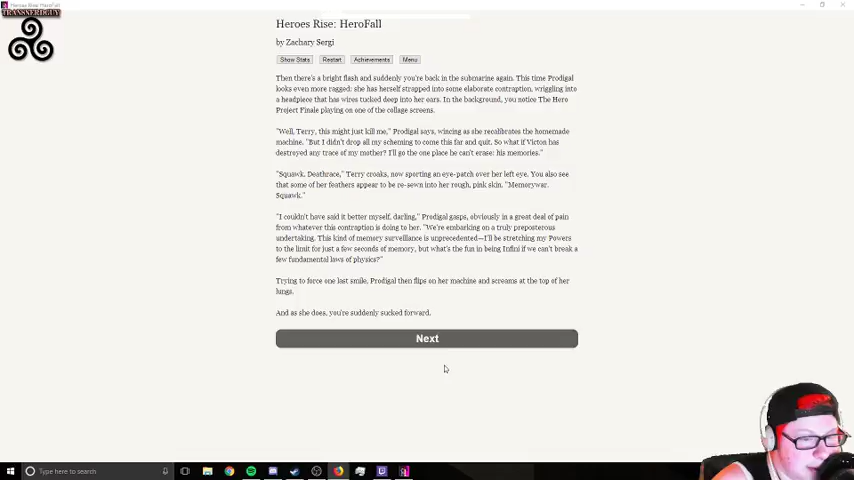 Heroes Rise: HeroFall
TRANSNERDGUY
Heroes Rise: HeroFall
by Zachary Sergi
Show Stats
Restart
Achievements
Menu
Then there's a bright flash and suddenly you're back in the submarine again. This time Prodigal
looks even more ragged: she has herself strapped into some elaborate contraption, wriggling into
a headpiece that has wires tucked deep into her ears. In the background, you notice The Hero
Project Finale playing on one of the collage screens.
"Well, Terry, this might just kill me," Prodigal says, wincing as she recalibrates the homemade
machine. "But I didn't drop all my scheming to come this far and quit. So what if Victon has
destroyed any trace of my mother? I'll go the one place he can't erase: his memories."
"Squawk. Deathrace," Terry croaks, now sporting an eye-patch over her left eye. You also see
that some of her feathers appear to be re-sewn into her rough, pink skin. "Memorywar.
Squawk."
"I couldn't have said it better myself, darling," Prodigal gasps, obviously in a great deal of pain
from whatever this contraption is doing to her. "We're embarking on a truly preposterous
undertaking. This kind of memory surveillance is unprecedented—I'll be stretching my Powers
to the limit for just a few seconds of memory, but what's the fun in being Infini if we can't break a
few fundamental laws of physics?"
Trying to force one last smile, Prodigal then flips on her machine and screams at the top of her
lungs.
And as she does, you're suddenly sucked forward.
Next
Type here to search